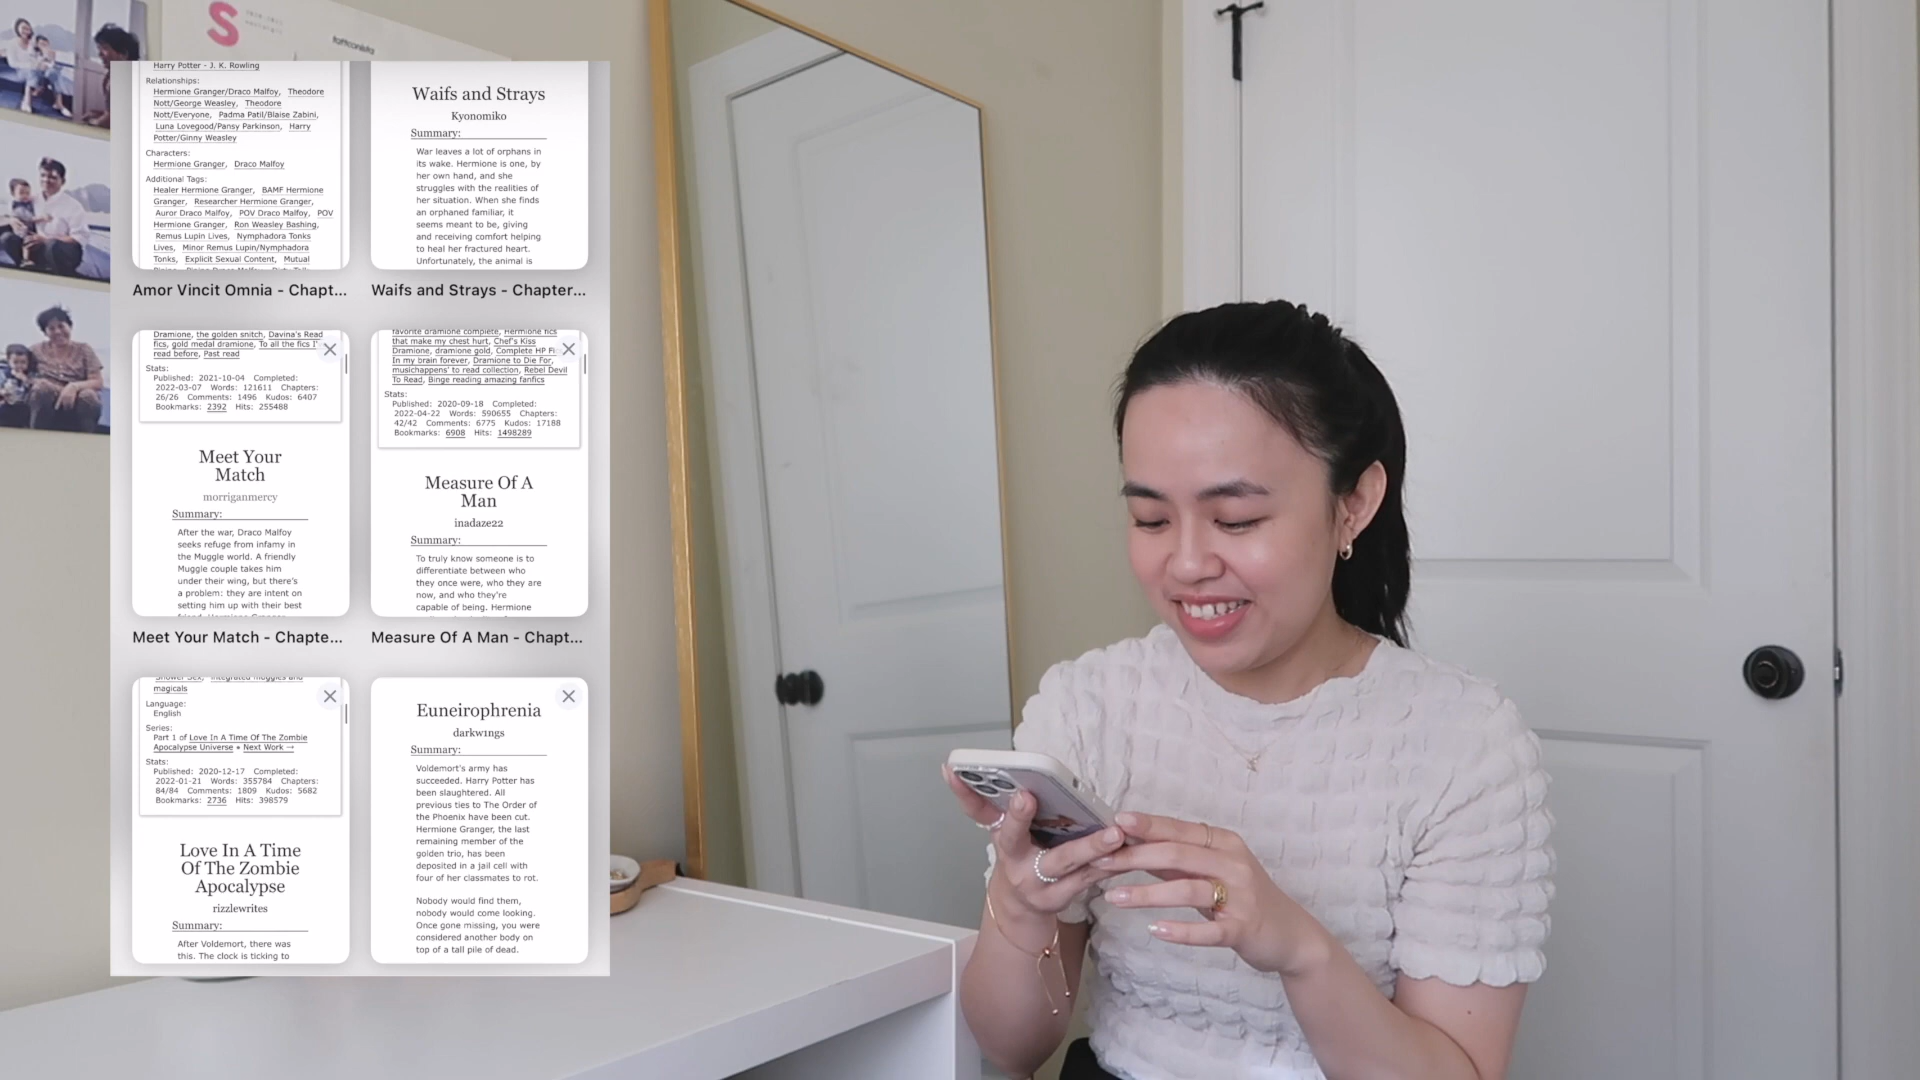 S
Harry Potter - J. K. Rowling
Relationships:
Hermione Granger/Draco Malfoy, Theodore
Nott/George Weasley, Theodore
Nott/Everyone, Padma Patil/Blaise Zabini,
Luna Lovegood/Pansy Parkinson, Harry
Potter/Ginny Weasley
Characters:
Hermione Granger, Draco Malfoy
Additional Tags:
Healer Hermione Granger, BAMF Hermione
Granger, Researcher Hermione Granger,
Auror Draco Malfoy, POV Draco Malfoy, POV
Hermione Granger, Ron Weasley Bashing,
Remus Lupin Lives, Nymphadora Tonks
Lives, Minor Remus Lupin/Nymphadora
Tonks, Explicit Sexual Content, Mutual
Amor Vincit Omnia - Chapt...
Waifs and Strays
Kyonomiko
Summary:
War leaves a lot of orphans in
its wake. Hermione is one, by
her own hand, and she
struggles with the realities of
her situation. When she finds
an orphaned familiar, it
seems meant to be, giving
and receiving comfort helping
to heal her fractured heart.
Unfortunately, the animal is
Waifs and Strays - Chapter...
Dramione, the golden snitch, Davina's Read
fics, gold medal dramione, To all the fics I'
read before, Past read
Stats:
Published: 2021-10-04 Completed:
2022-03-07 Words: 121611 Chapters:
26/26 Comments: 1496 Kudos: 6407
Bookmarks: 2392 Hits: 255488
Meet Your
Match
morriganmercy
Summary:
After the war, Draco Malfoy
seeks refuge from infamy in
the Muggle world. A friendly
Muggle couple takes him
under their wing, but there's
a problem: they are intent on
setting him up with their best
Meet Your Match - Chapte...
favorite dramione complete, Hermione fics
that make my chest hurt, Chef's Kiss
Dramione, dramione gold, Complete HP Fi
In my brain forever, Dramione to Die For,
musichappens' to read collection, Rebel Devil
To Read, Binge reading amazing fanfics
Stats:
Published: 2020-09-18 Completed:
2022-04-22 Words: 590655 Chapters:
42/42 Comments: 6775 Kudos: 17188
Bookmarks: 6908 Hits: 1498289
Measure Of A
Man
inadaze22
Summary:
To truly know someone is to
differentiate between who
they once were, who they are
now, and who they're
capable of being. Hermione
Measure Of A Man - Chapt...
Shower Sex, Integrated muggles and
magicals
Language:
English
Series:
Part 1 of Love In A Time Of The Zombie
Apocalypse Universe • Next Work →
Stats:
Published: 2020-12-17 Completed:
2022-01-21 Words: 355784 Chapters:
84/84 Comments: 1809 Kudos: 5682
Bookmarks: 2736 Hits: 398579
Love In A Time
Of The Zombie
Apocalypse
rizzlewrites
Summary:
After Voldemort, there was
this. The clock is ticking to
Euneirophrenia
darkw1ngs
Summary:
Voldemort's army has
succeeded. Harry Potter has
been slaughtered. All
previous ties to The Order of
the Phoenix have been cut.
Hermione Granger, the last
remaining member of the
golden trio, has been
deposited in a jail cell with
four of her classmates to rot.
Nobody would find them,
nobody would come looking.
Once gone missing, you were
considered another body on
top of a tall pile of dead.